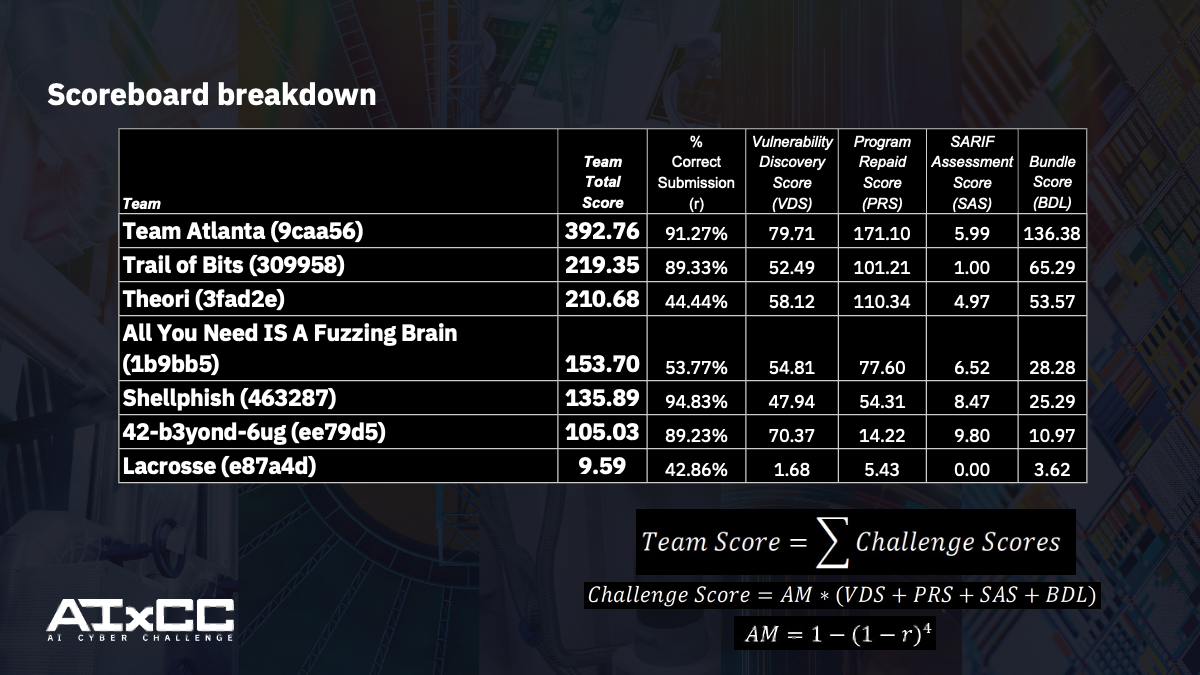 Scoreboard breakdown
Team
Team Total Score
% Correct Submission (r)
Vulnerability Discovery Score (VDS)
Program Repaid Score (PRS)
SARIF Assessment Score (SAS)
Bundle Score (BDL)
Team Atlanta (9caa56) 392.76 91.27% 79.71 171.10 5.99 136.38
Trail of Bits (309958) 219.35 89.33% 52.49 101.21 1.00 65.29
Theori (3fad2e) 210.68 44.44% 58.12 110.34 4.97 53.57
All You Need IS A Fuzzing Brain
(1b9bb5) 153.70 53.77% 54.81 77.60 6.52 28.28
Shellphish (463287) 135.89 94.83% 47.94 54.31 8.47 25.29
42-b3yond-6ug (ee79d5) 105.03 89.23% 70.37 14.22 9.80 10.97
Lacrosse (e87a4d) 9.59 42.86% 1.68 5.43 0.00 3.62
Team Score = ∑ Challenge Scores
Challenge Score = AM ∗ (VDS + PRS + SAS + BDL)
AM = 1 − (1 − r)⁴
AIxCC
AI CYBER CHALLENGE